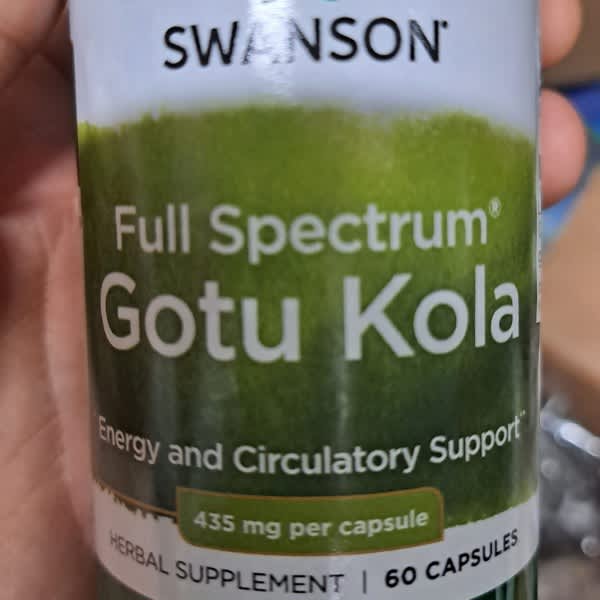 SWANSON®
Full Spectrum®
Gotu Kola
Energy and Circulatory Support**
435 mg per capsule
HERBAL SUPPLEMENT | 60 CAPSULES